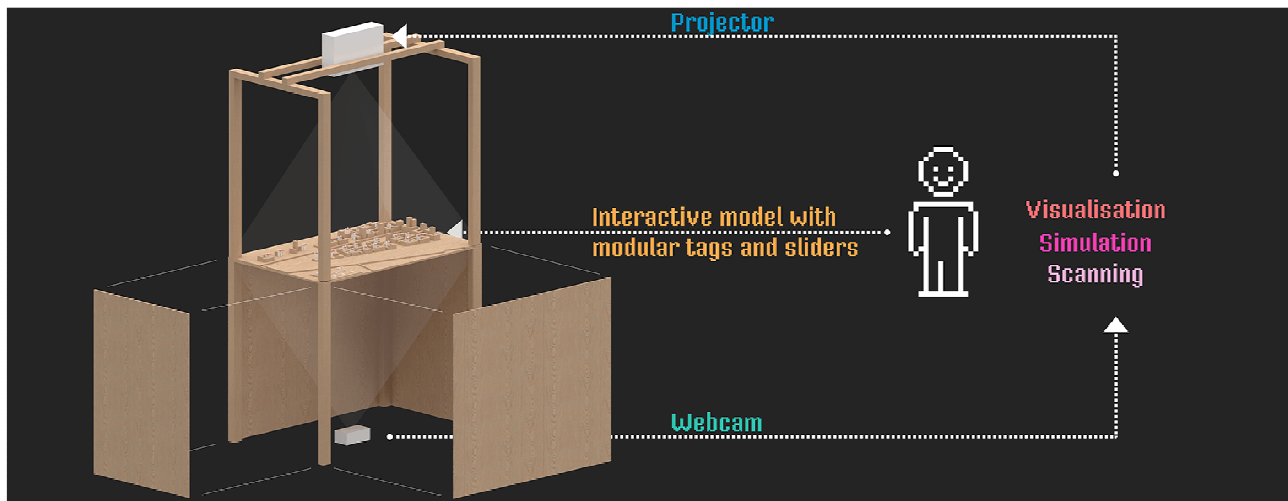 Projector
Interactive model with
modular tags and sliders
Visualisation
Simulation
Scanning
Webcam